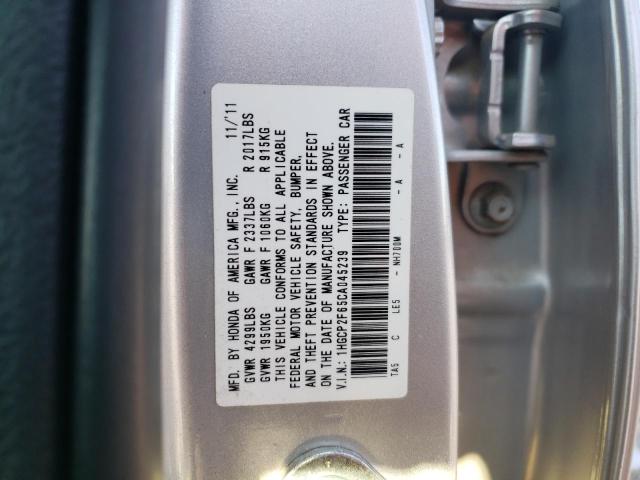 MFD. BY HONDA OF AMERICA MFG., INC. 11/'11
GVWR 4299LBS GAWR F 2337LBS R 2017LBS
GVWR 1950KG GAWR F 1060KG R 915KG
THIS VEHICLE CONFORMS TO ALL APPLICABLE
FEDERAL MOTOR VEHICLE SAFETY, BUMPER,
AND THEFT PREVENTION STANDARDS IN EFFECT
ON THE DATE OF MANUFACTURE SHOWN ABOVE.
V.I.N.: 1HGCP2F65CA045239 TYPE: PASSENGER CAR
TA5 C LE5 - NH700M - A - A